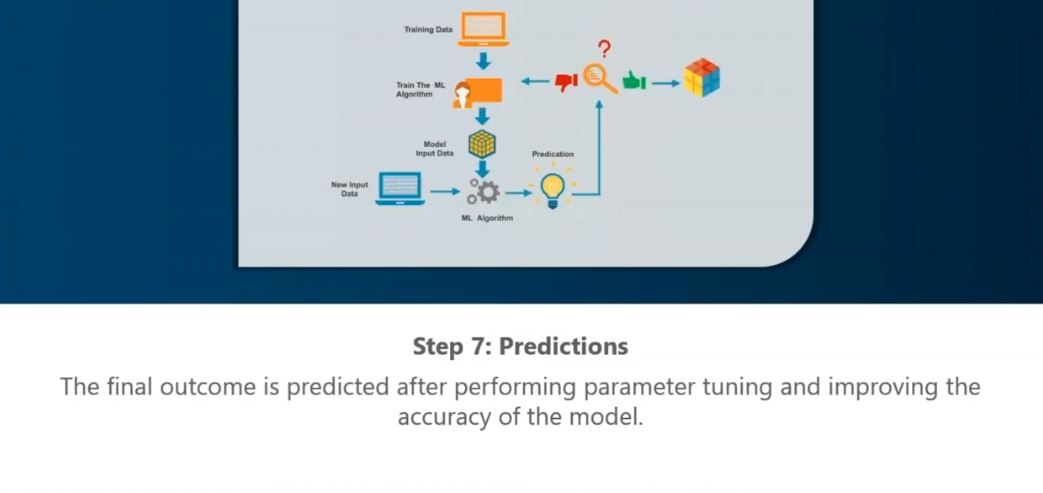 Training Data
?
Train The ML
Algorithm
Model
Input Data
Predication
New Input
Data
ML Algorithm
Step 7: Predictions
The final outcome is predicted after performing parameter tuning and improving the
accuracy of the model.